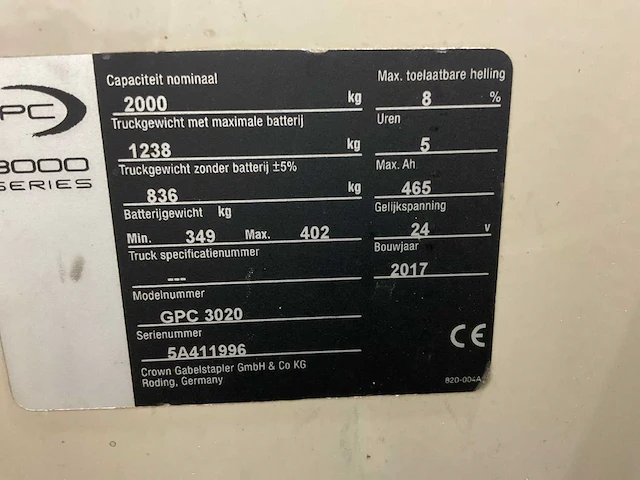 PC
3000
SERIES
Capaciteit nominaal
2000 kg
Truckgewicht met maximale batterij
1238 kg
Truckgewicht zonder batterij ±5%
836 kg
Batterijgewicht kg
Min. 349 Max. 402
Truck specificatienummer
---
Modelnummer
GPC 3020
Serienummer
5A411996
Crown Gabelstapler GmbH & Co KG
Roding, Germany
Max. toelaatbare helling
8 %
Uren
5
Max. Ah.
465
Gelijkspanning
24 v
Bouwjaar
2017
CE
820-004A